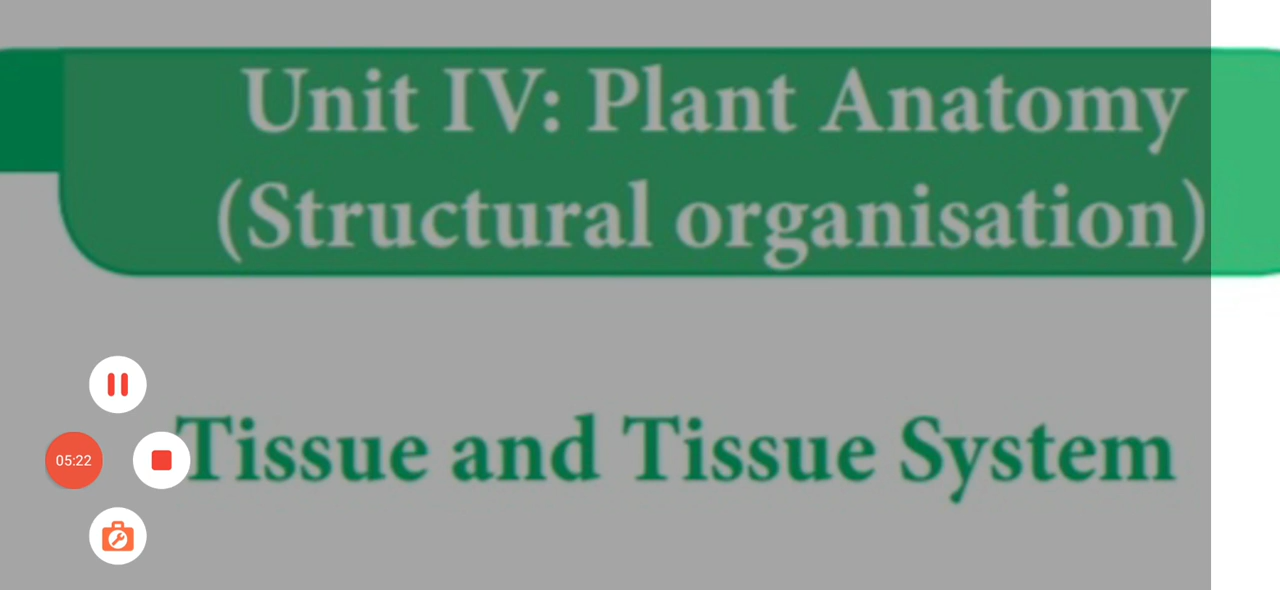 Unit IV: Plant Anatomy
(Structural organisation)
05:22
Tissue and Tissue System